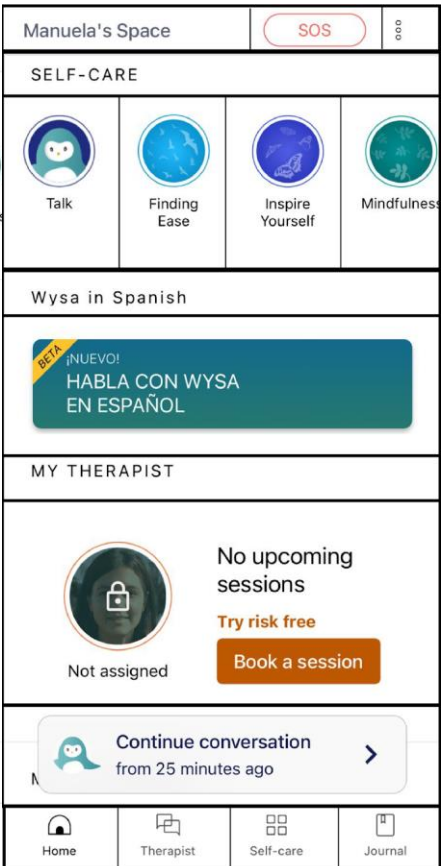 Manuela's Space
SOS
SELF-CARE
Talk
Finding
Ease
Inspire
Yourself
Mindfulness
Wysa in Spanish
BETA
¡NUEVO!
HABLA CON WYSA
EN ESPAÑOL
MY THERAPIST
No upcoming
sessions
Try risk free
Book a session
Not assigned
Continue conversation
from 25 minutes ago
Home
Therapist
Self-care
Journal